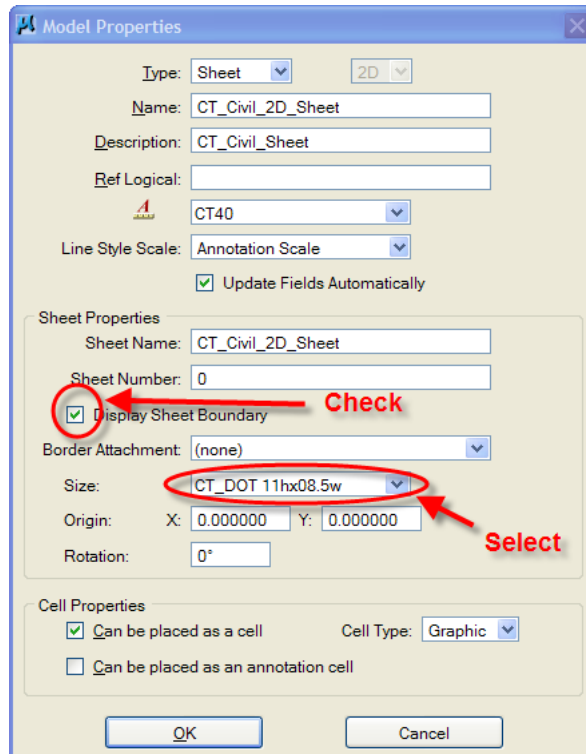 Model Properties
Type: Sheet 2D
Name: CT_Civil_2D_Sheet
Description: CT_Civil_Sheet
Ref Logical:
A CT40
Line Style Scale: Annotation Scale
Update Fields Automatically
Sheet Properties
Sheet Name: CT_Civil_2D_Sheet
Sheet Number: 0
Check
Display Sheet Boundary
Border Attachment: (none)
Size: CT_DOT 11hx08.5w
Origin: X: 0.000000 Y: 0.000000
Select
Rotation: 0°
Cell Properties
Can be placed as a cell Cell Type: Graphic
Can be placed as an annotation cell
OK Cancel